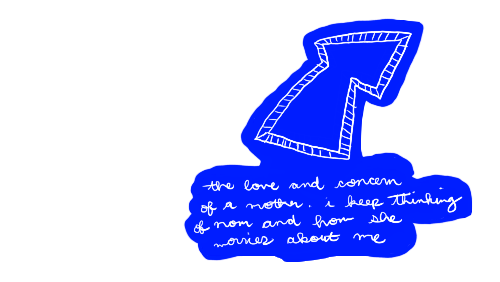 the love and concern
of a mother. i keep thinking
of mom and how she
worries about me